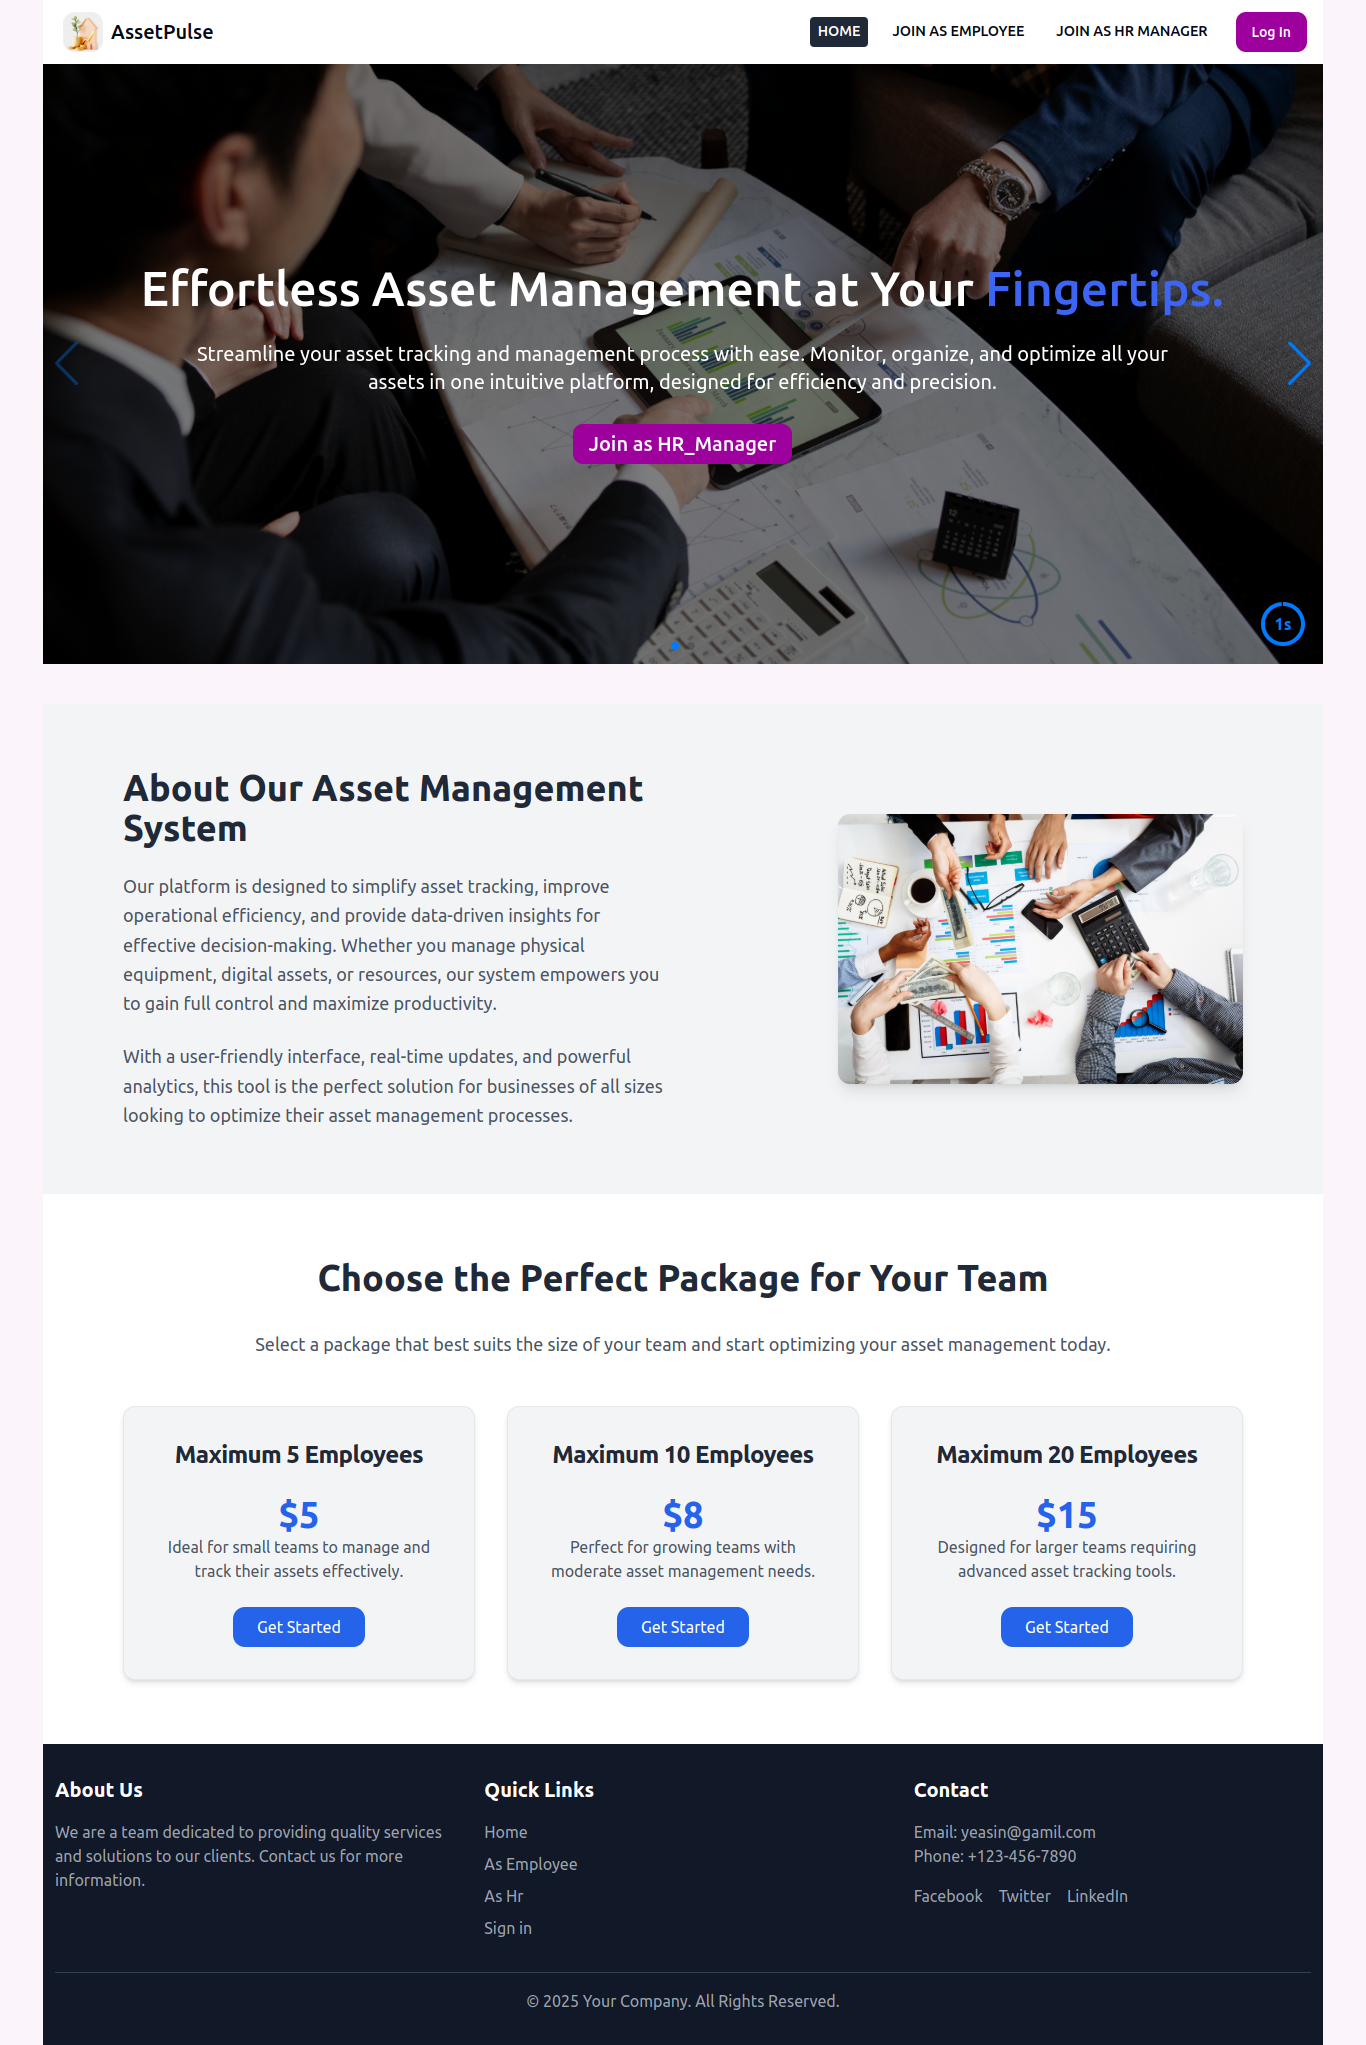 AssetPulse
HOME
JOIN AS EMPLOYEE
JOIN AS HR MANAGER
Log In
Effortless Asset Management at Your Fingertips.
Streamline your asset tracking and management process with ease. Monitor, organize, and optimize all your
assets in one intuitive platform, designed for efficiency and precision.
Join as HR_Manager
1s
About Our Asset Management
System
Our platform is designed to simplify asset tracking, improve
operational efficiency, and provide data-driven insights for
effective decision-making. Whether you manage physical
equipment, digital assets, or resources, our system empowers you
to gain full control and maximize productivity.
With a user-friendly interface, real-time updates, and powerful
analytics, this tool is the perfect solution for businesses of all sizes
looking to optimize their asset management processes.
Choose the Perfect Package for Your Team
Select a package that best suits the size of your team and start optimizing your asset management today.
Maximum 5 Employees
$5
Ideal for small teams to manage and
track their assets effectively.
Get Started
Maximum 10 Employees
$8
Perfect for growing teams with
moderate asset management needs.
Get Started
Maximum 20 Employees
$15
Designed for larger teams requiring
advanced asset tracking tools.
Get Started
About Us
We are a team dedicated to providing quality services
and solutions to our clients. Contact us for more
information.
Quick Links
Home
As Employee
As Hr
Sign in
Contact
Email: yeasin@gamil.com
Phone: +123-456-7890
Facebook Twitter LinkedIn
© 2025 Your Company. All Rights Reserved.